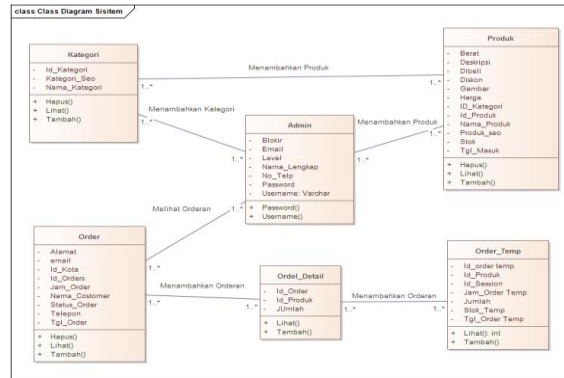 class Class Diagram Sisitem
Kategori
- Id_Kategori
- Kategori_Seo
- Nama_Kategori
+ Hapus()
+ Lihat()
+ Tambah()
Menambahkan Produk
1..*
1..*
Produk
- Berat
- Deskripsi
- Dibeli
- Diskon
- Gambar
- Harga
- ID_Kategori
- Id_Produk
- Nama_Produk
- Produk_seo
- Stok
- Tgl_Masuk
+ Hapus()
+ Lihat()
+ Tambah()
Menambahkan Kategori
1..*
1..*
Menambahkan Produk
1..*
1..*
Admin
- Blokir
- Email
- Level
- Nama_Lengkap
- No_Telp
- Password
- Username: Varchar
+ Password()
+ Username()
Mellihat Orderan
1..*
1..*
Order
- Alamat
- email
- Id_Kota
- Id_Orders
- Jam_Order
- Nama_Costomer
- Status_Order
- Telepon
- Tgl_Order
+ Hapus()
+ Lihat()
+ Tambah()
Menambahkan Orderan
1..*
1..*
Ordel_Detail
- Id_Order
- Id_Produk
- JUmlah
+ Lihat()
+ Tambah()
Menambahkan Orderan
1..*
1..*
Order_Temp
- Id_order temp
- Id_Produk
- Id_Session
- Jam_Order Temp
- Jumlah
- Stok_Temp
- Tgl_Order Temp
+ Lihat(): int
+ Tambah()